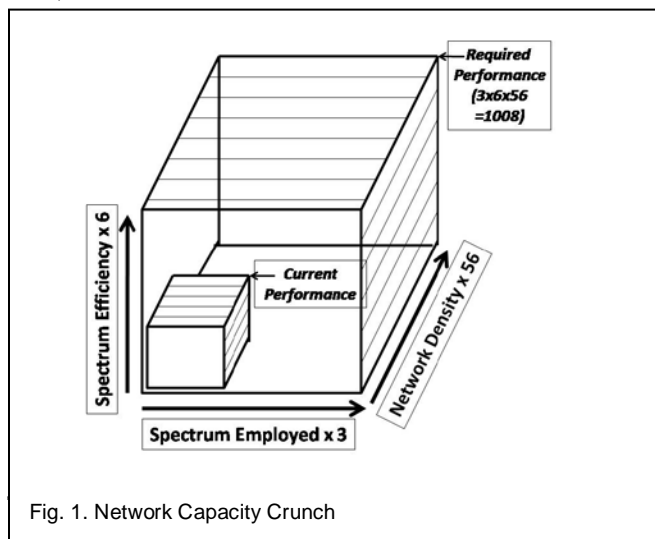 Required
Performance
(3x6x56
=1008)
Current
Performance
Spectrum Efficiency x 6
Network Density x 56
Spectrum Employed x 3
Fig. 1. Network Capacity Crunch